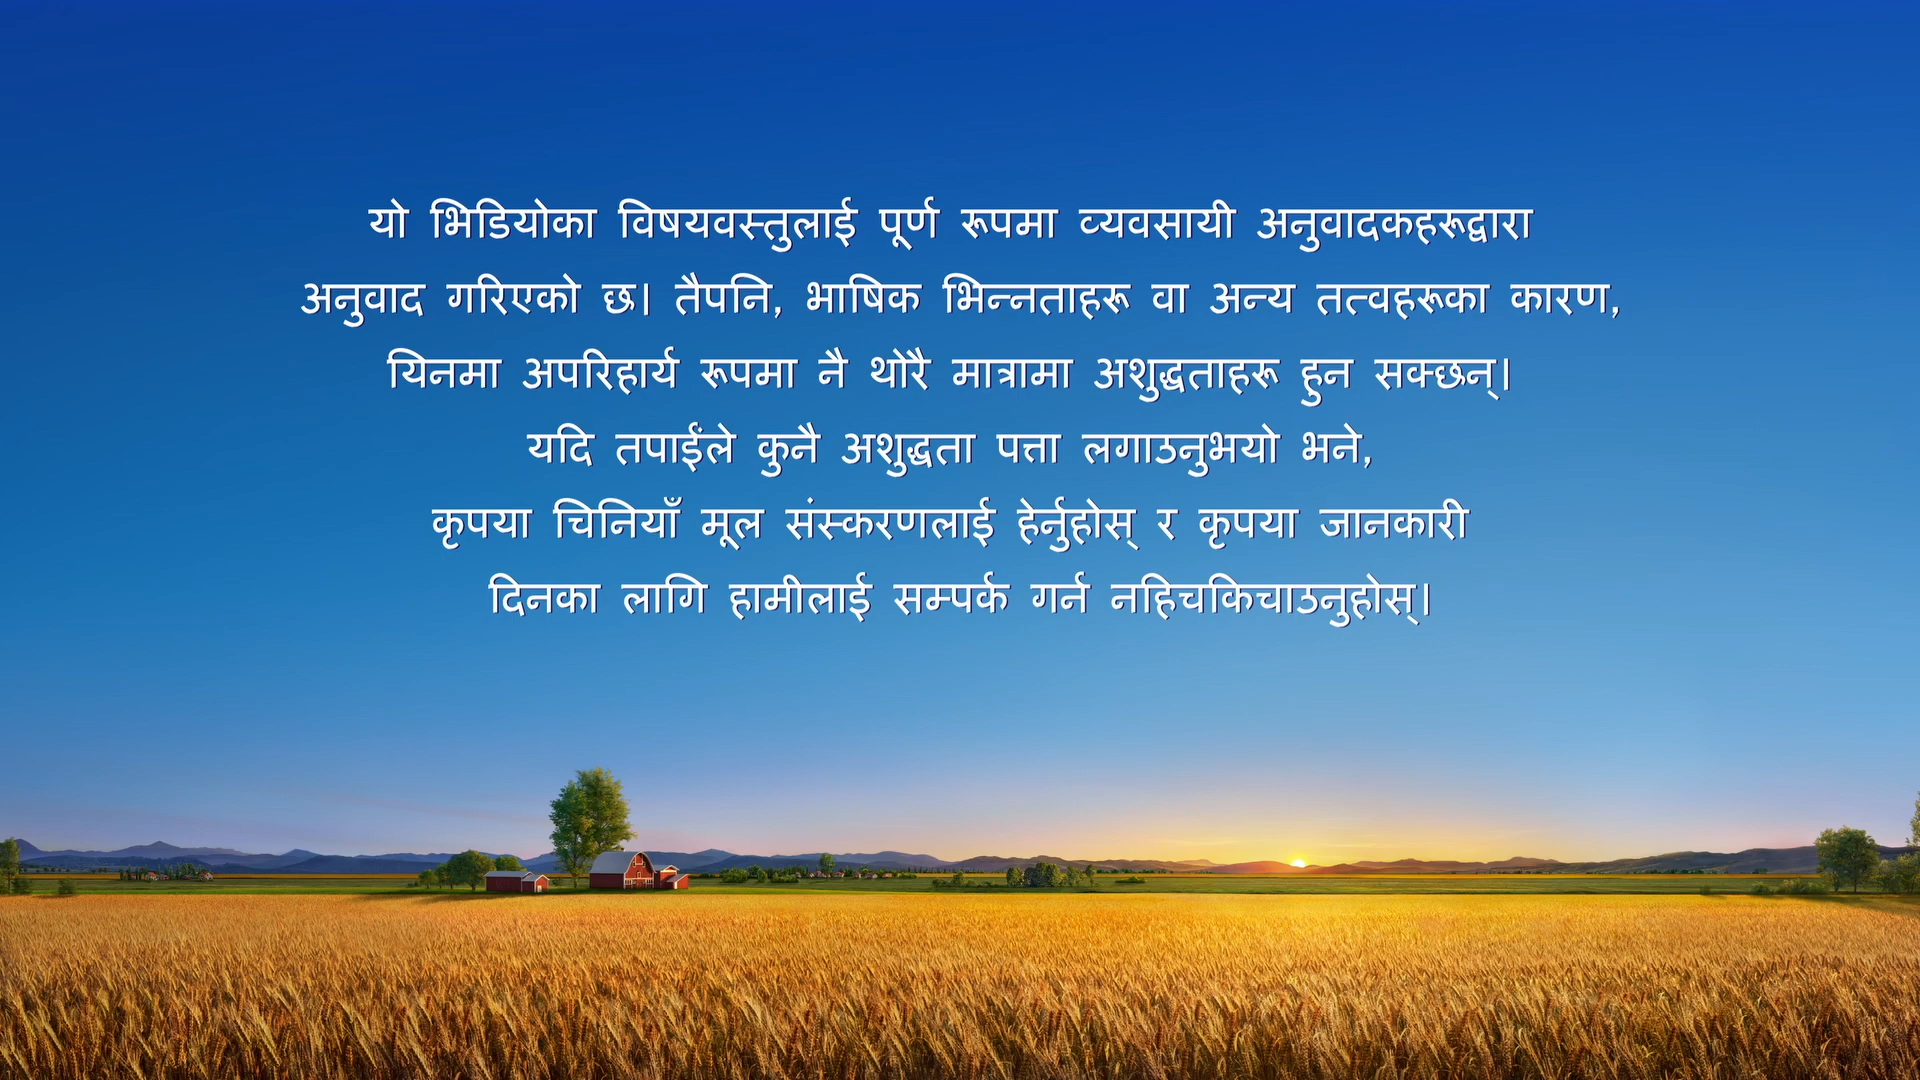 यो भिडियोका विषयवस्तुलाई पूर्ण रूपमा व्यवसायी अनुवादकहरूद्वारा
अनुवाद गरिएको छ। तैपनि, भाषिक भिन्नताहरू वा अन्य तत्वहरूका कारण,
यिनमा अपरिहार्य रूपमा नै थोरै मात्रामा अशुद्धताहरू हुन सक्छन्।
यदि तपाईंले कुनै अशुद्धता पत्ता लगाउनुभयो भने,
कृपया चिनियाँ मूल संस्करणलाई हेर्नुहोस् र कृपया जानकारी
दिनका लागि हामीलाई सम्पर्क गर्न नहिचकिचाउनुहोस्।